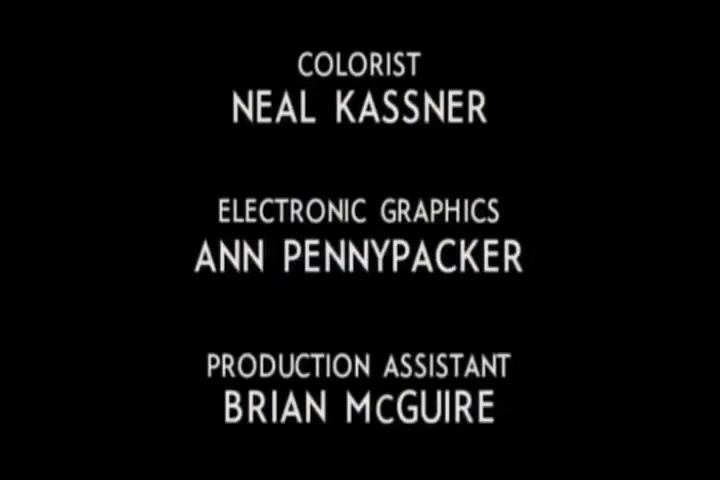 COLORIST
NEAL KASSNER
ELECTRONIC GRAPHICS
ANN PENNYPACKER
PRODUCTION ASSISTANT
BRIAN McGUIRE